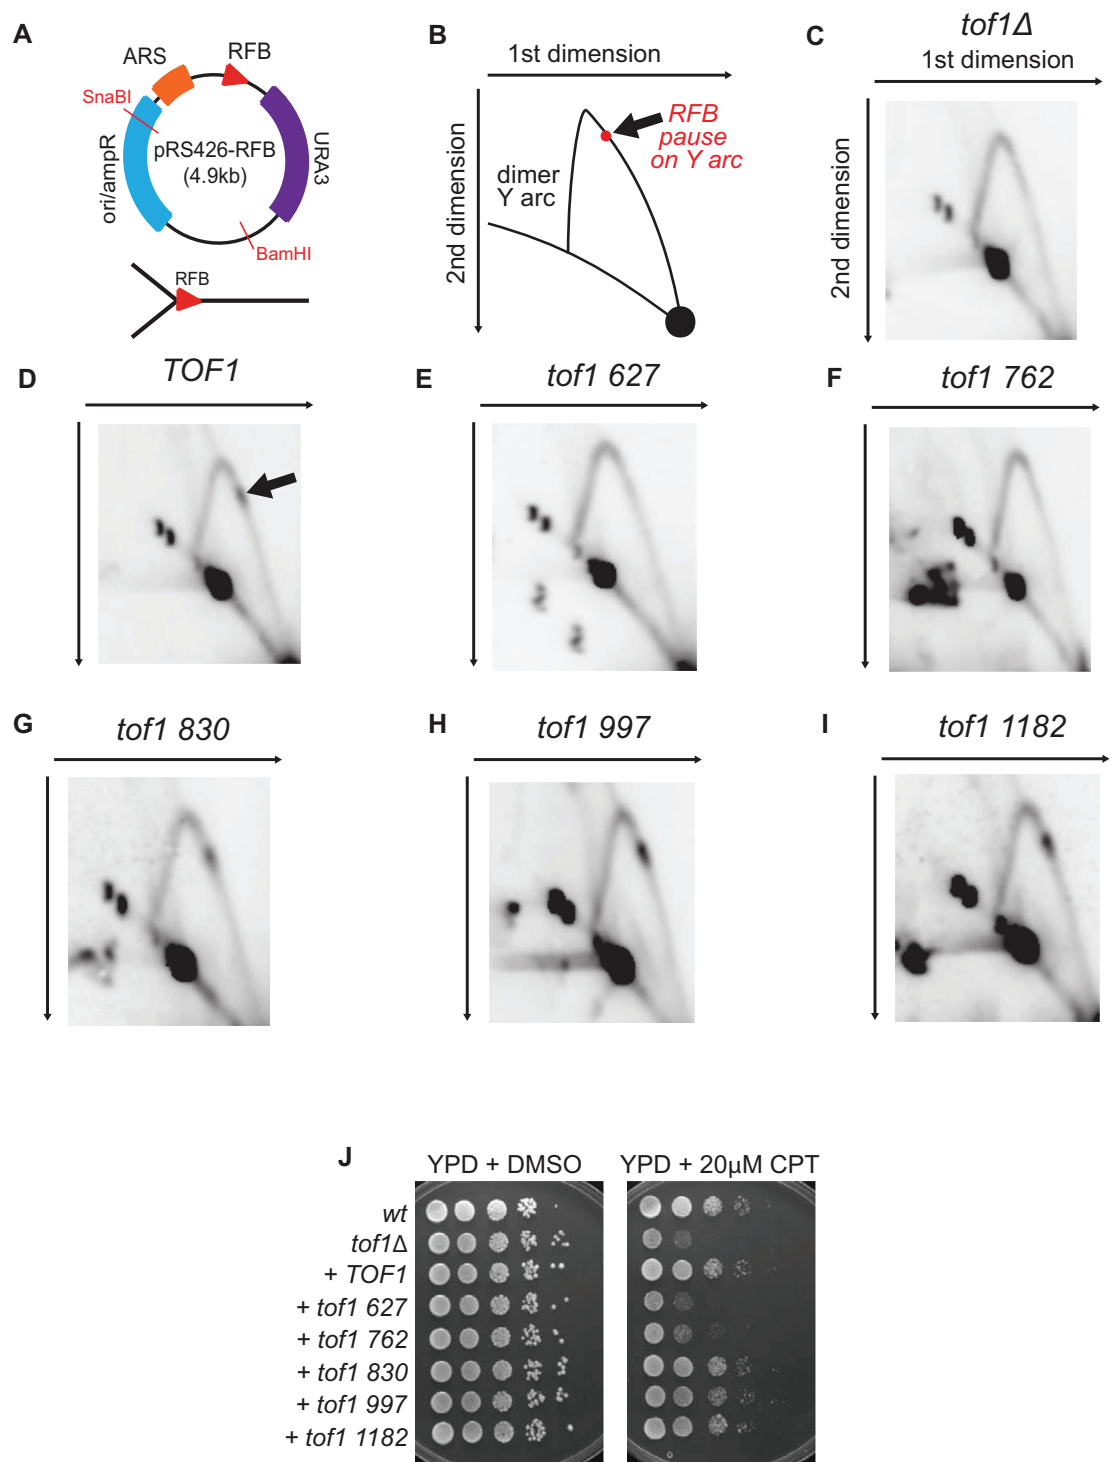 A
ARS
RFB
SnaBI
pRS426-RFB
(4.9kb)
ori/ampR
URA3
BamHI
RFB
B
1st dimension
2nd dimension
RFB
pause
on Y arc
dimer
Y arc
C
tof1Δ
1st dimension
2nd dimension
D
TOF1
E
tof1 627
F
tof1 762
G
tof1 830
H
tof1 997
I
tof1 1182
J
YPD + DMSO
YPD + 20µM CPT
wt
tof1Δ
+ TOF1
+ tof1 627
+ tof1 762
+ tof1 830
+ tof1 997
+ tof1 1182